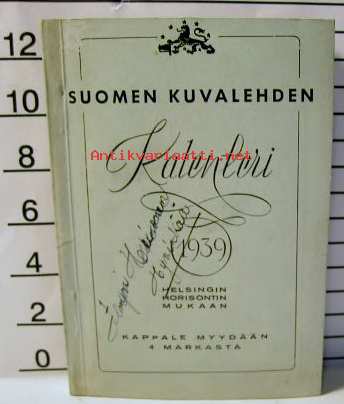 12
10
8
6
4
2
0
SUOMEN KUVALEHDEN
Kalenteri
Antikvariaatti.net
1939
HELSINGIN
HORISONTIN
MUKAAN
KAPPALE MYYDÄÄN
4 MARKASTA